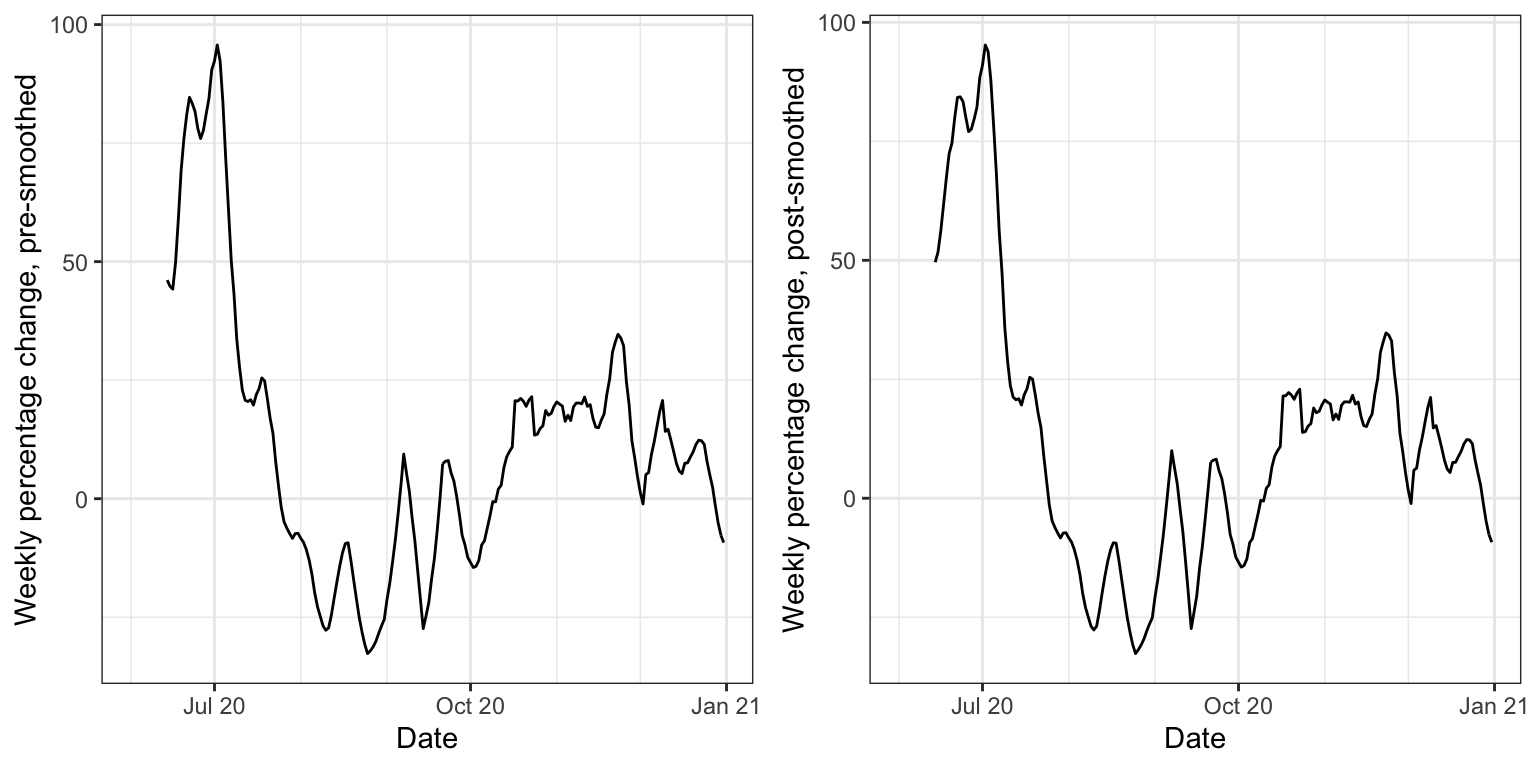 Weekly percentage change, pre-smoothed
100
50
0
Jul 20
Oct 20
Jan 21
Date
Weekly percentage change, post-smoothed
100
50
0
Jul 20
Oct 20
Jan 21
Date